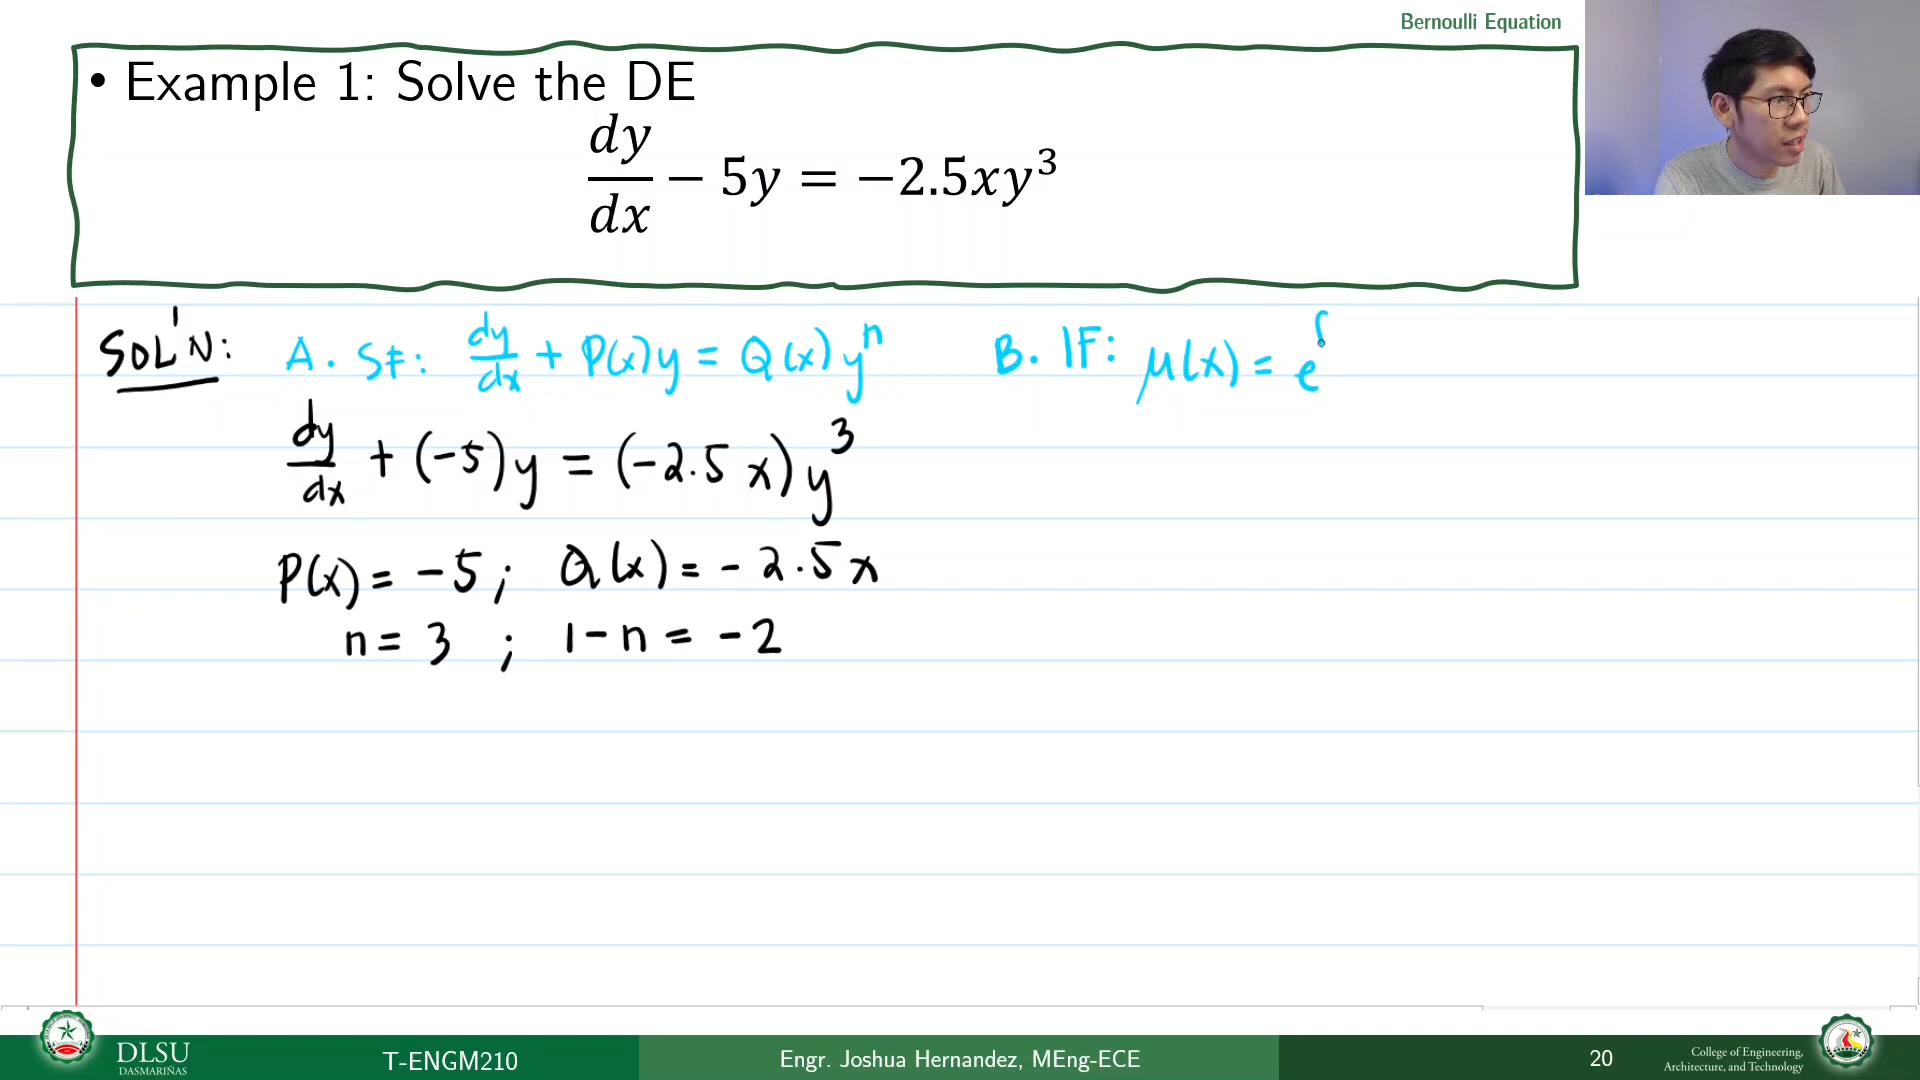 Bernoulli Equation
• Example 1: Solve the DE
dy/dx − 5y = −2.5xy³
SOL'N: A. SF: dy/dx + P(x)y = Q(x)yⁿ B. IF: μ(x) = e^∫
dy/dx + (-5)y = (-2.5x)y³
P(x) = -5; Q(x) = -2.5x
n = 3 ; 1-n = -2
DLSU
DASMARIÑAS
T-ENGM210
Engr. Joshua Hernandez, MEng-ECE
20
College of Engineering,
Architecture, and Technology